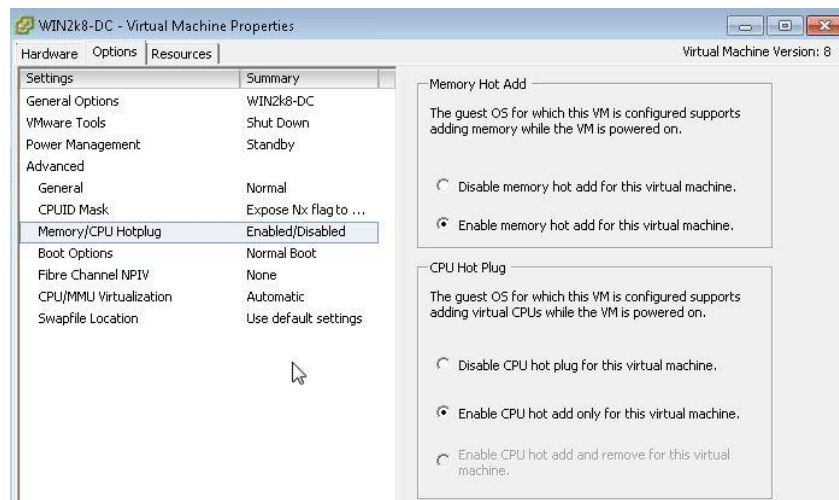 WIN2k8-DC - Virtual Machine Properties
Hardware Options Resources Virtual Machine Version: 8
Settings Summary
General Options WIN2k8-DC
VMware Tools Shut Down
Power Management Standby
Advanced
General Normal
CPUID Mask Expose Nx flag to ...
Memory/CPU Hotplug Enabled/Disabled
Boot Options Normal Boot
Fibre Channel NPIV None
CPU/MMU Virtualization Automatic
Swapfile Location Use default settings
Memory Hot Add
The guest OS for which this VM is configured supports
adding memory while the VM is powered on.
Disable memory hot add for this virtual machine.
Enable memory hot add for this virtual machine.
CPU Hot Plug
The guest OS for which this VM is configured supports
adding virtual CPUs while the VM is powered on.
Disable CPU hot plug for this virtual machine.
Enable CPU hot add only for this virtual machine.
Enable CPU hot add and remove for this virtual
machine.